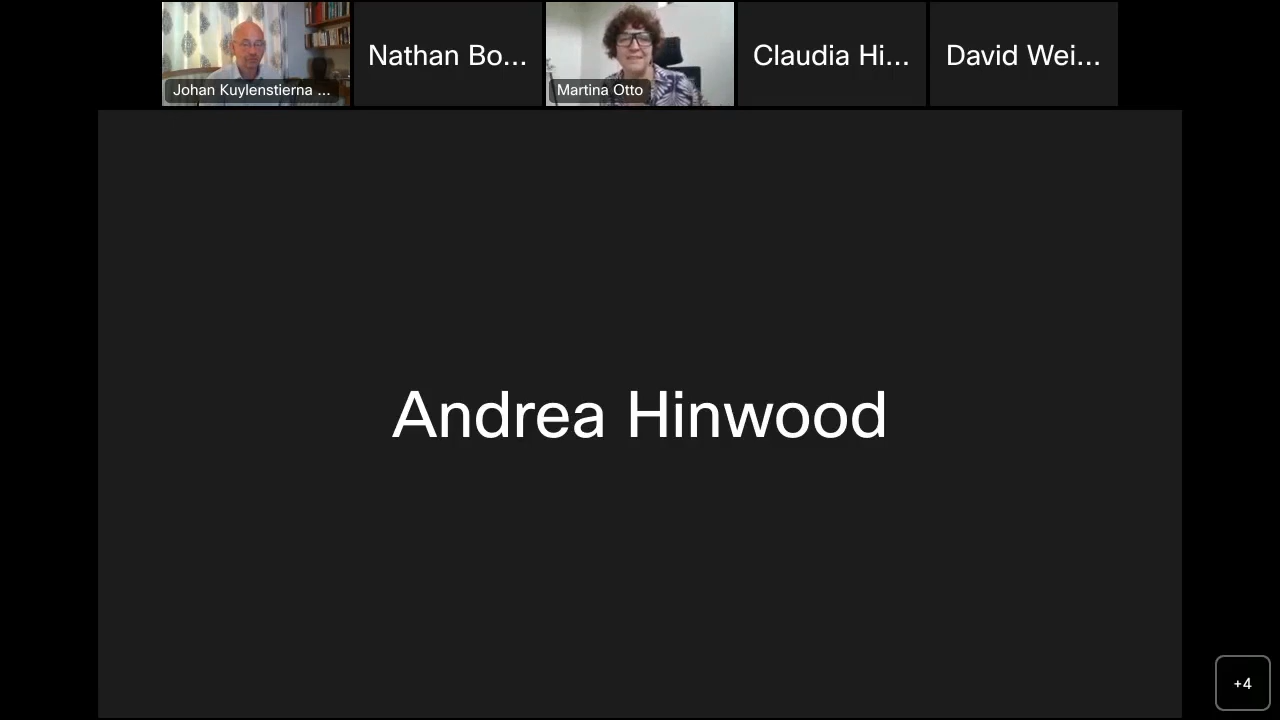 Johan Kuylenstierna ...
Nathan Bo...
Martina Otto
Claudia Hi...
David Wei...
Andrea Hinwood
+4